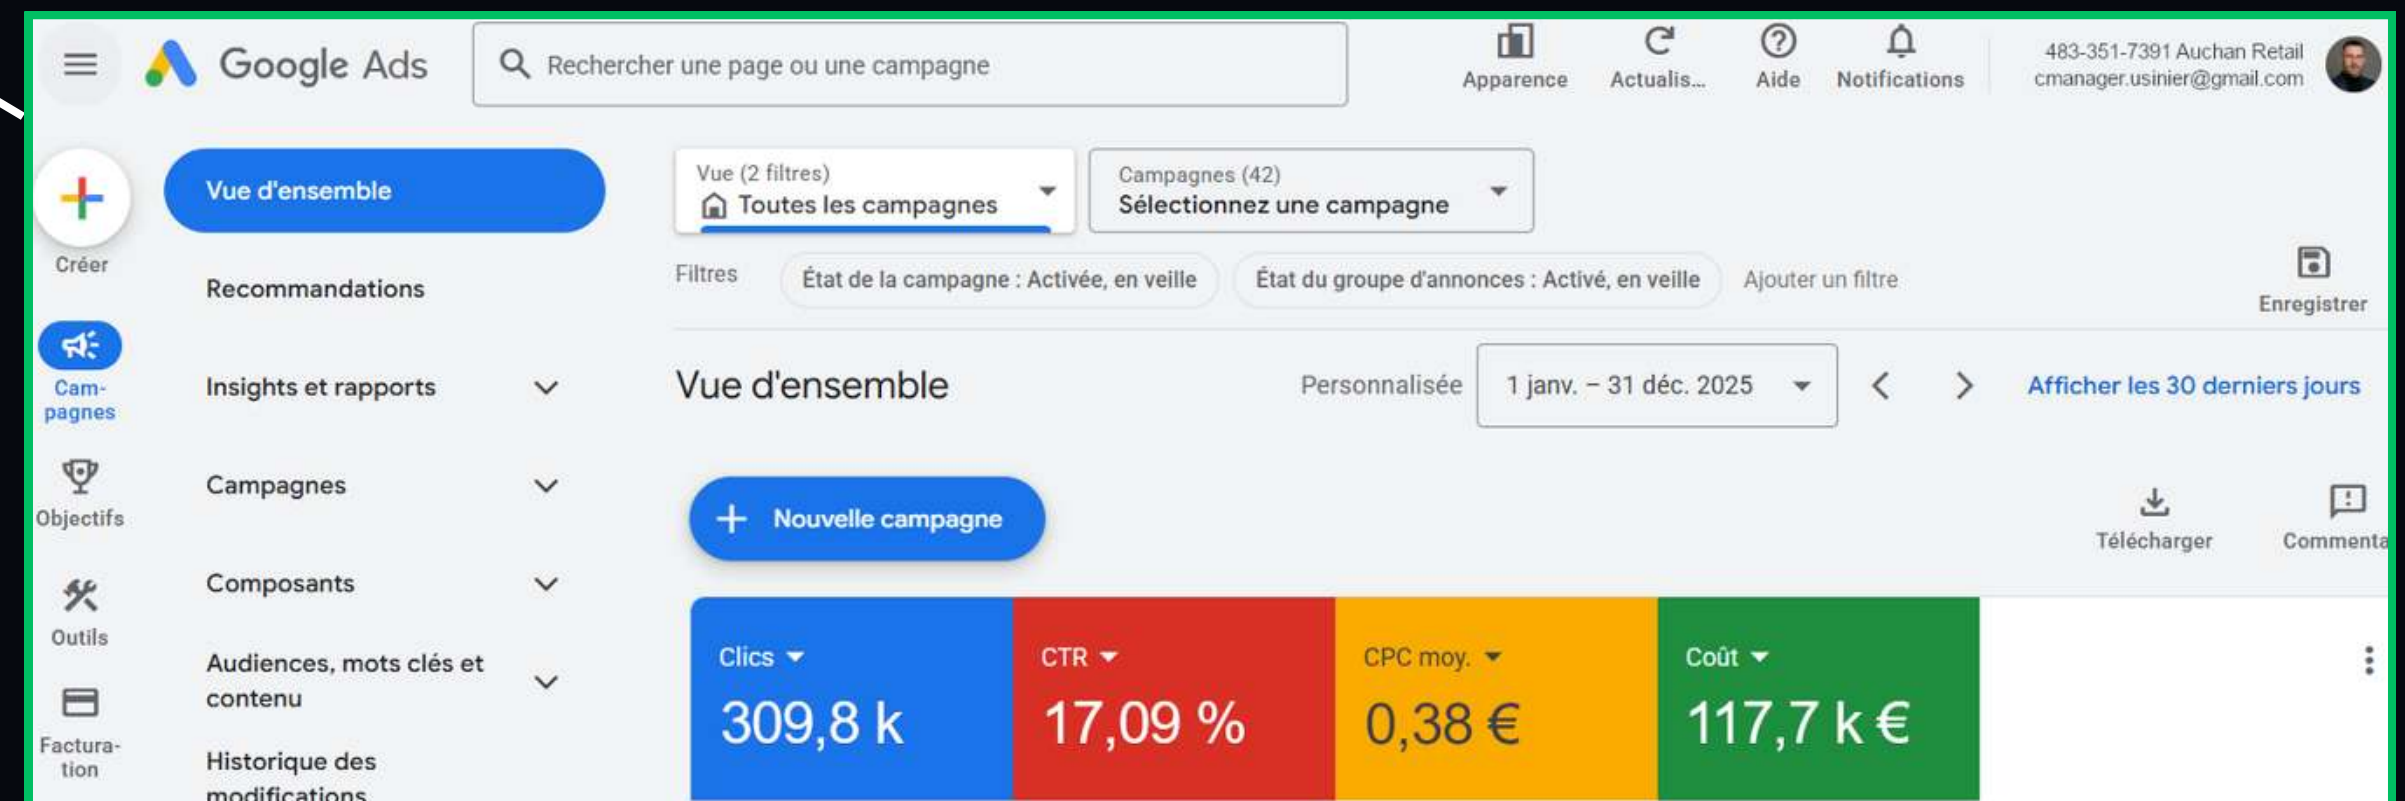 Google Ads
Rechercher une page ou une campagne
Apparence
Actualis...
Aide
Notifications
483-351-7391 Auchan Retail
cmanager.usinier@gmail.com
Créer
Cam-
pagnes
Objectifs
Outils
Factura-
tion
Vue d'ensemble
Recommandations
Insights et rapports
Campagnes
Composants
Audiences, mots clés et
contenu
Historique des
modifications
Vue (2 filtres)
Toutes les campagnes
Campagnes (42)
Sélectionnez une campagne
Filtres
État de la campagne : Activée, en veille
État du groupe d'annonces : Activé, en veille
Ajouter un filtre
Enregistrer
Vue d'ensemble
Personnalisée
1 janv. – 31 déc. 2025
Afficher les 30 derniers jours
Nouvelle campagne
Télécharger
Commenta
Clics
309,8 k
CTR
17,09 %
CPC moy.
0,38 €
Coût
117,7 k €